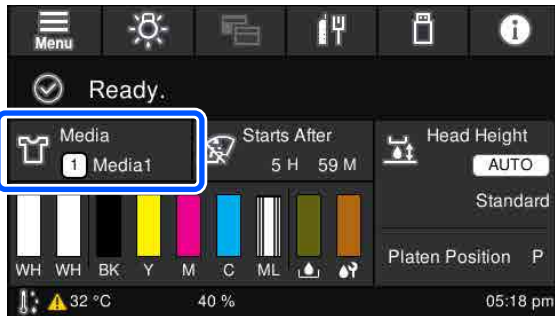 Menu
Ready.
Media
1 Media1
Starts After
5 H 59 M
Head Height
AUTO
Standard
WH WH BK Y M C ML
Platen Position P
32 °C
40 %
05:18 pm